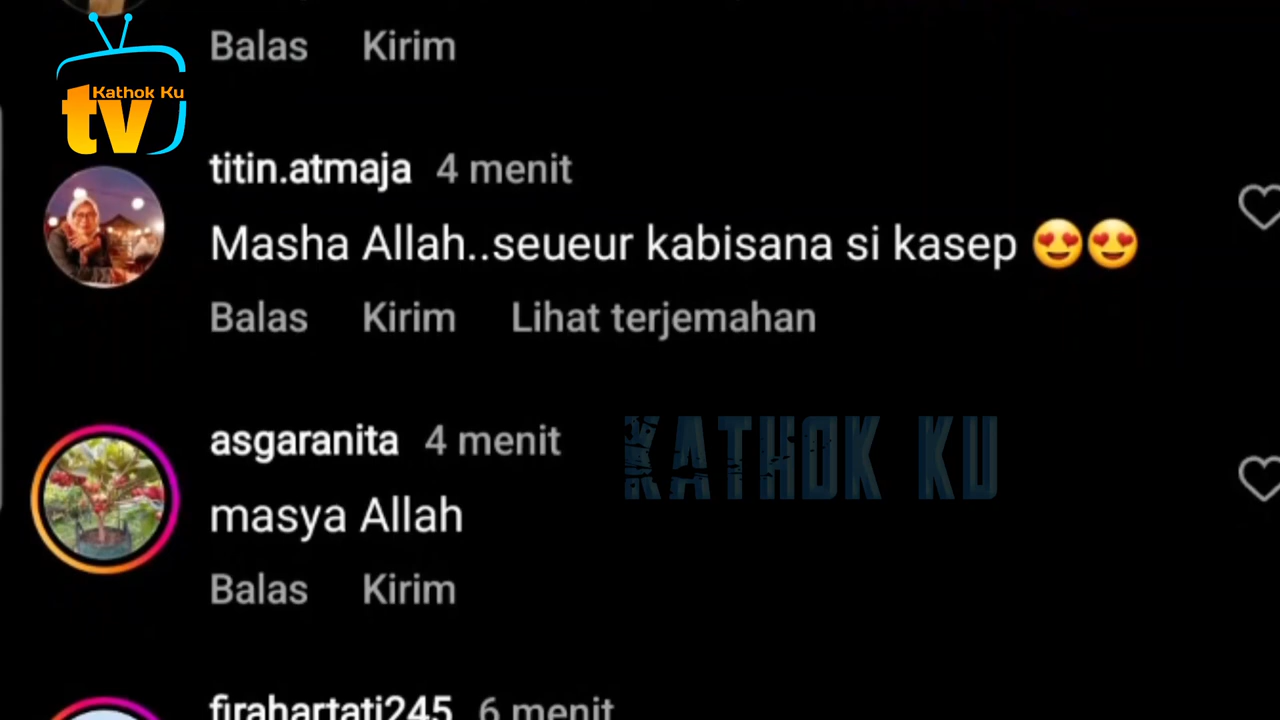 Balas Kirim
Kathok Ku
tv
titin.atmaja 4 menit
Masha Allah..seueur kabisana si kasep 😍😍
Balas Kirim Lihat terjemahan
asgaranita 4 menit
KATHOK KU
masya Allah
Balas Kirim
firahartati245 6 menit